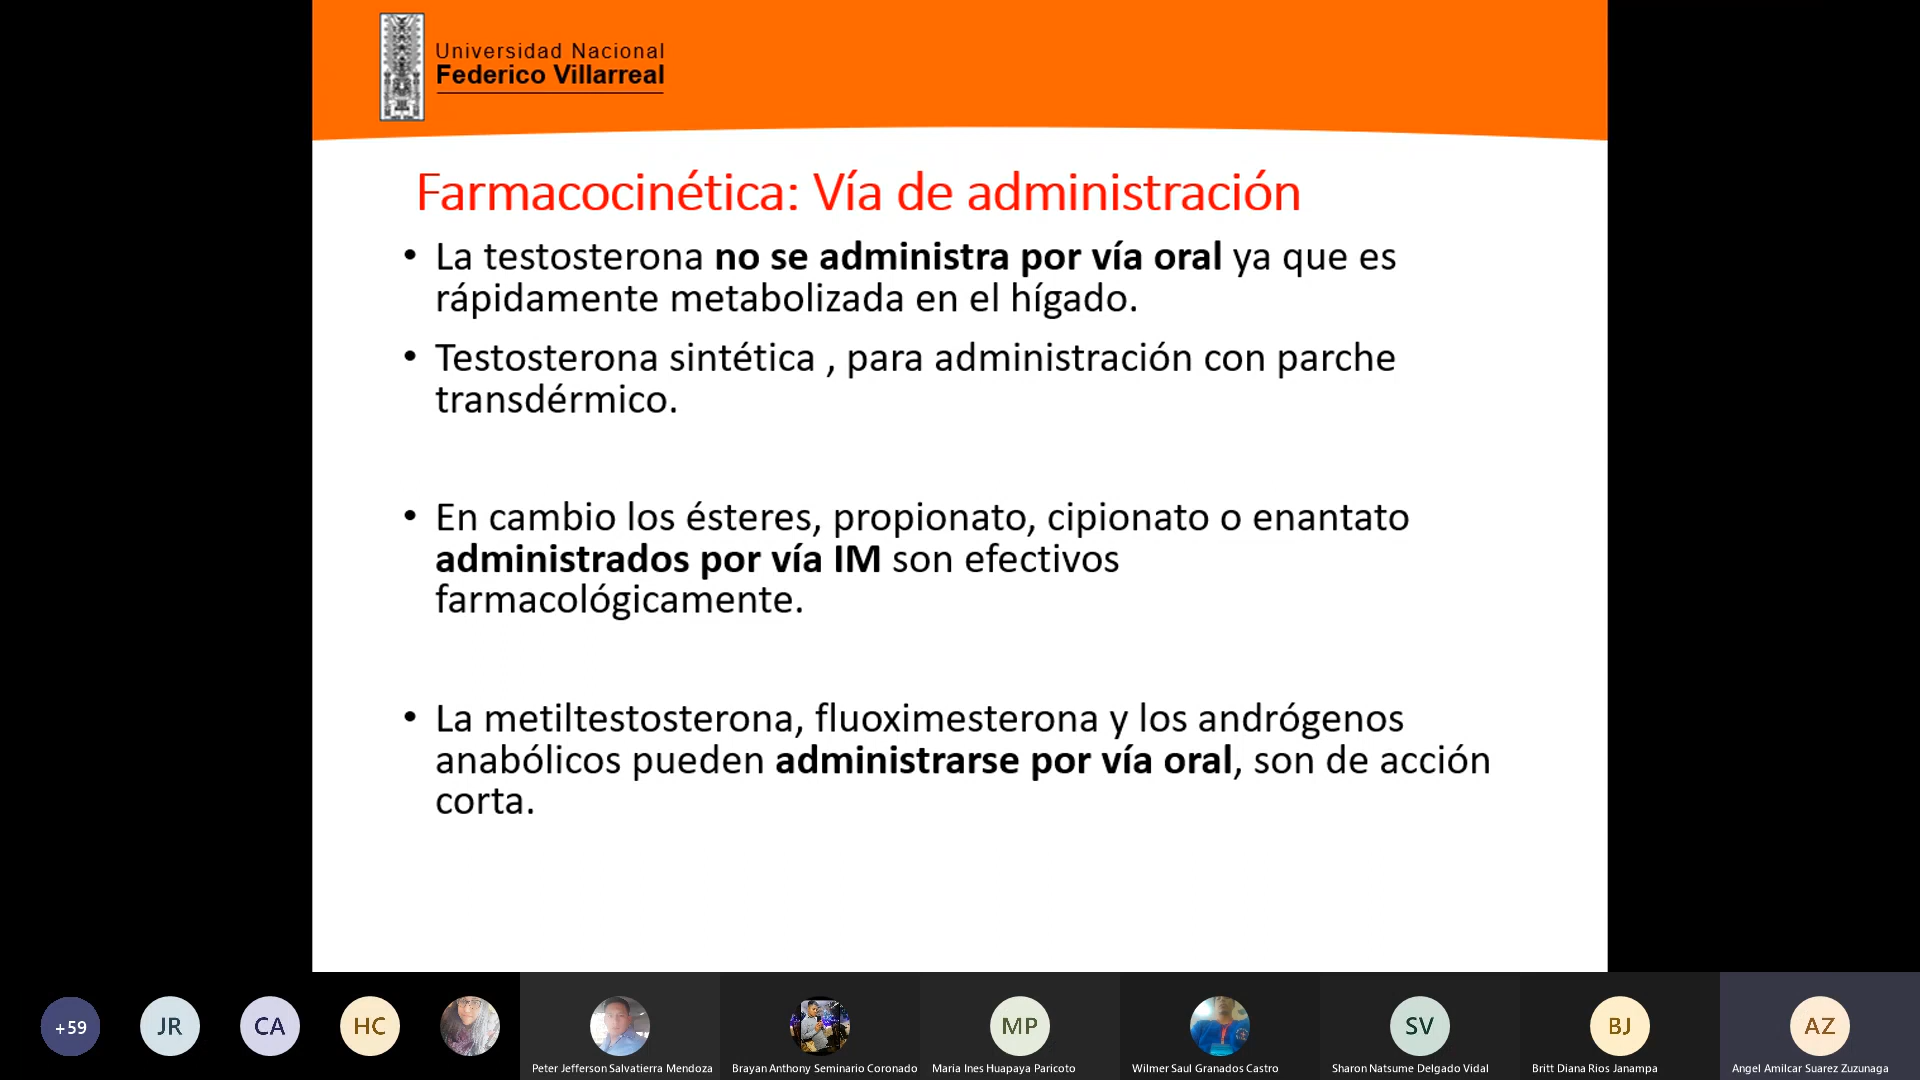 Universidad Nacional
Federico Villarreal
Farmacocinética: Vía de administración
• La testosterona no se administra por vía oral ya que es
rápidamente metabolizada en el hígado.
• Testosterona sintética , para administración con parche
transdérmico.
• En cambio los ésteres, propionato, cipionato o enantato
administrados por vía IM son efectivos
farmacológicamente.
• La metiltestosterona, fluoximesterona y los andrógenos
anabólicos pueden administrarse por vía oral, son de acción
corta.
+59
JR
CA
HC
MP
SV
BJ
AZ
Peter Jefferson Salvatierra Mendoza
Brayan Anthony Seminario Coronado
Maria Ines Huapaya Paricoto
Wilmer Saul Granados Castro
Sharon Natsume Delgado Vidal
Britt Diana Rios Janampa
Angel Amilcar Suarez Zuzunaga